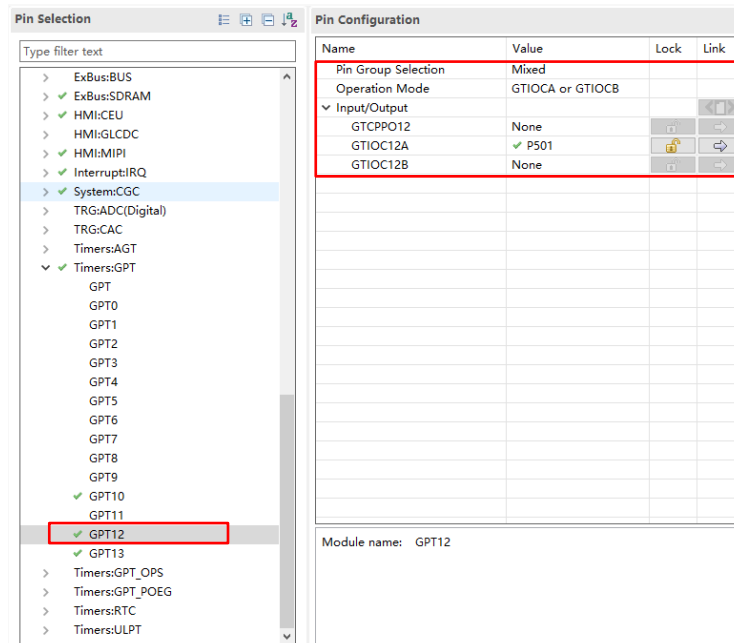 Pin Selection
Type filter text
ExBus:BUS
ExBus:SDRAM
HMI:CEU
HMI:GLCDC
HMI:MIPI
Interrupt:IRQ
System:CGC
TRG:ADC(Digital)
TRG:CAC
Timers:AGT
Timers:GPT
GPT
GPT0
GPT1
GPT2
GPT3
GPT4
GPT5
GPT6
GPT7
GPT8
GPT9
GPT10
GPT11
GPT12
GPT13
Timers:GPT_OPS
Timers:GPT_POEG
Timers:RTC
Timers:ULPT
Pin Configuration
Name Value Lock Link
Pin Group Selection Mixed
Operation Mode GTIOCA or GTIOCB
Input/Output
GTCPPO12 None
GTIOC12A P501
GTIOC12B None
Module name: GPT12